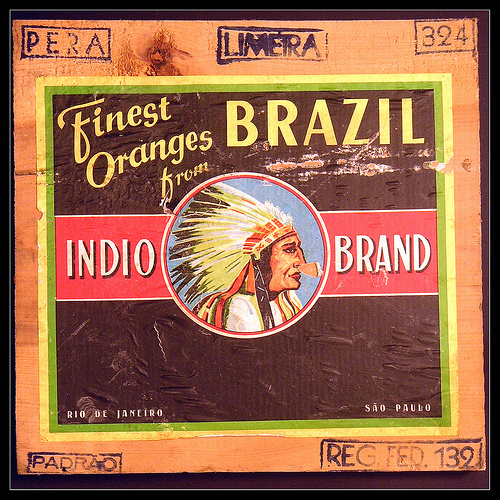 PERA LIMEIRA 324
Finest
Oranges
from
BRAZIL
INDIO BRAND
RIO DE JANEIRO SÃO PAULO
PADRÃO REG. FED. 132